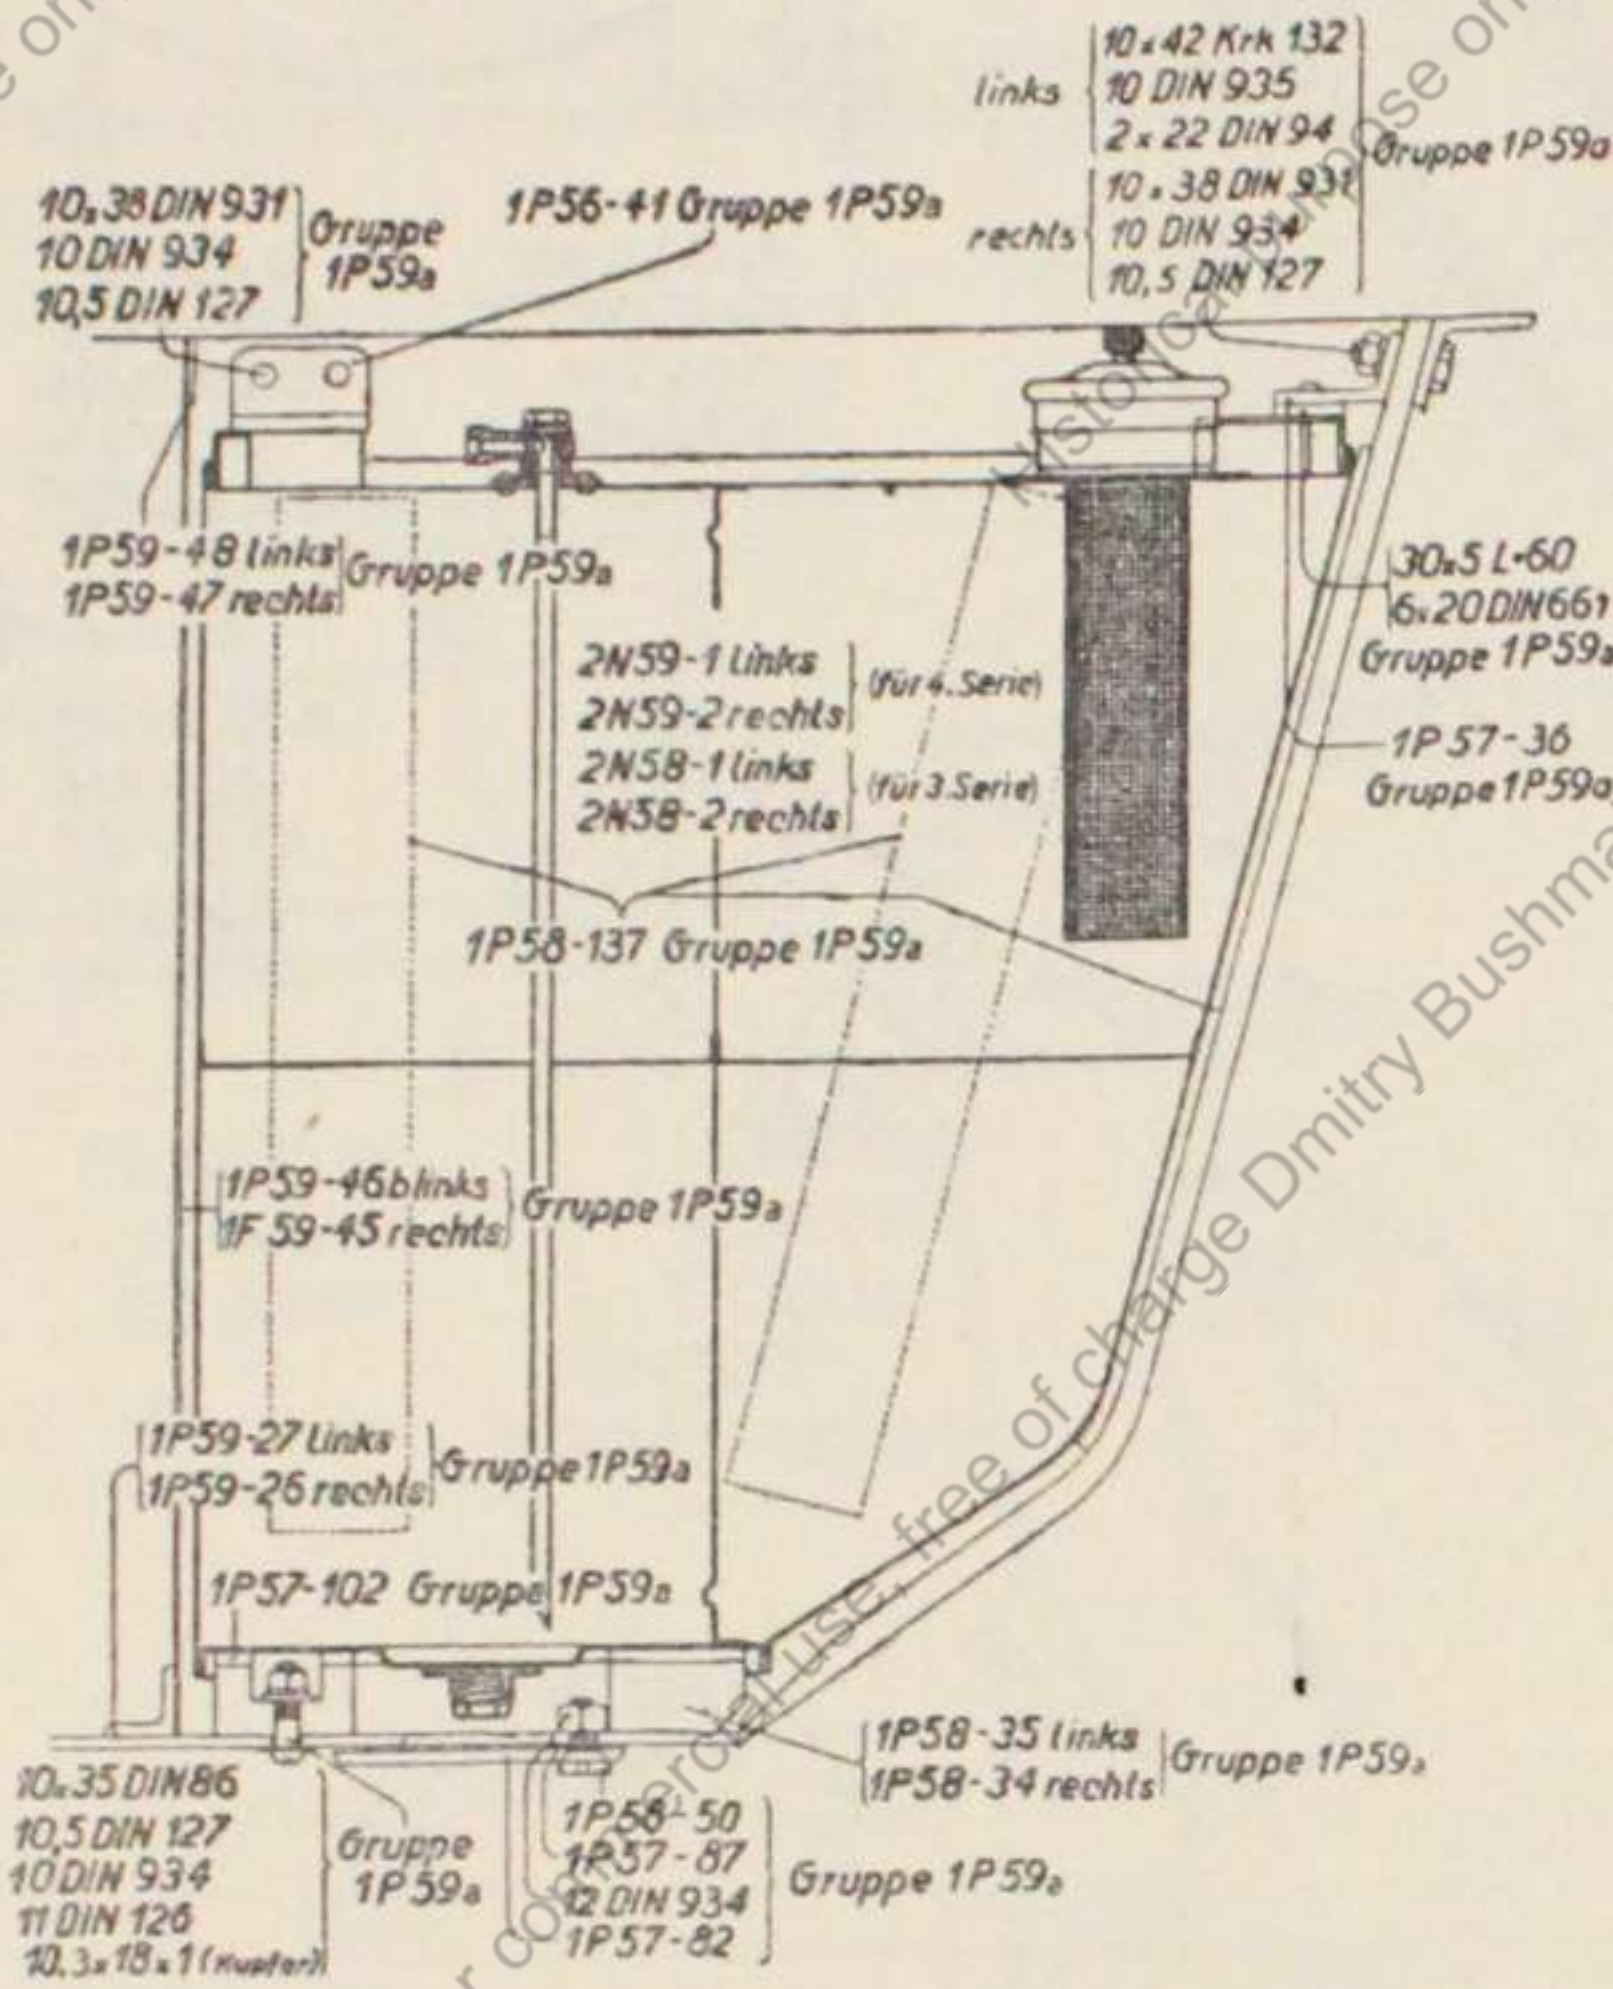 10x42 Krk 132
links
10 DIN 935
2x22 DIN 94
Gruppe 1P59a
10x38 DIN 931
rechts
10 DIN 934
10,5 DIN 127
10x38 DIN 931
10 DIN 934
10,5 DIN 127
Gruppe
1P59a
1P56-41 Gruppe 1P59a
1P59-48 links
1P59-47 rechts
Gruppe 1P59a
30x5 L-60
6x20 DIN 661
Gruppe 1P59a
2N59-1 links
2N59-2 rechts
(für 4. Serie)
2N58-1 links
2N58-2 rechts
(für 3. Serie)
1P57-36
Gruppe 1P59a
1P58-137 Gruppe 1P59a
1P59-46b links
1F59-45 rechts
Gruppe 1P59a
1P59-27 links
1P59-26 rechts
Gruppe 1P59a
1P57-102 Gruppe 1P59a
1P58-35 links
1P58-34 rechts
Gruppe 1P59a
10x35 DIN 86
10,5 DIN 127
10 DIN 934
11 DIN 126
10,3x18x1 (Kupfer)
Gruppe
1P59a
1P56-50
1P57-87
12 DIN 934
1P57-82
Gruppe 1P59a
free of charge Dmitry Bushma